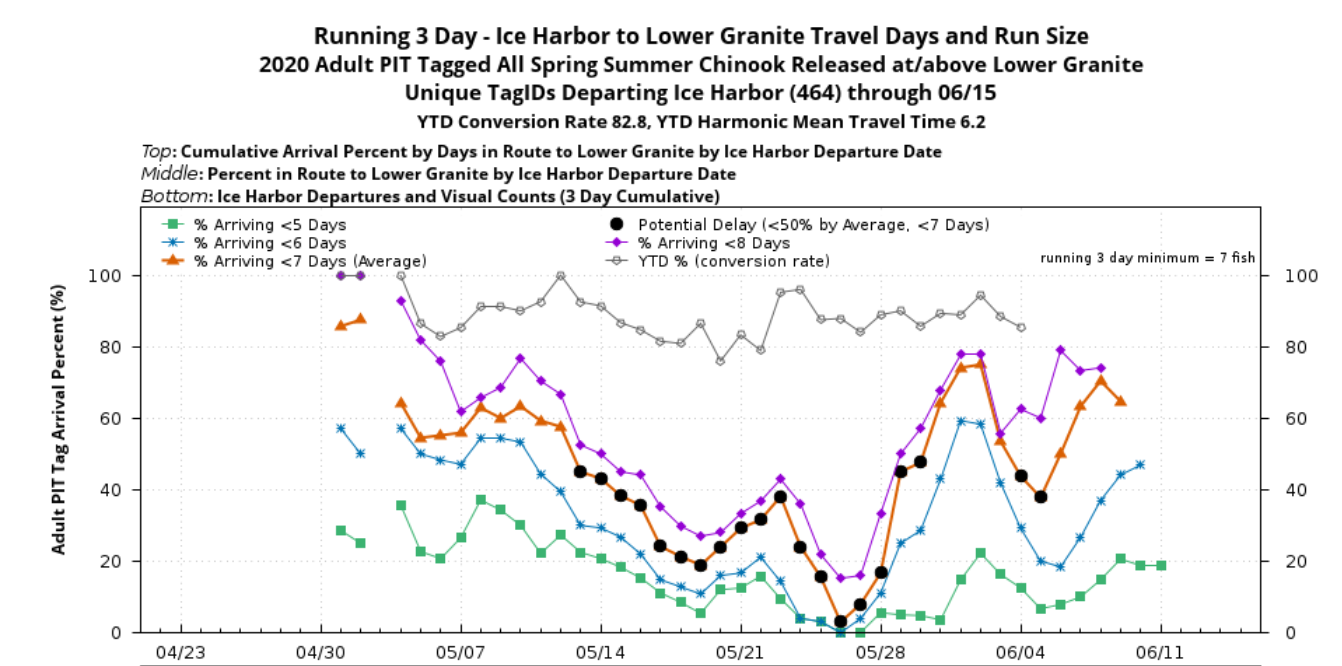 Running 3 Day - Ice Harbor to Lower Granite Travel Days and Run Size
2020 Adult PIT Tagged All Spring Summer Chinook Released at/above Lower Granite
Unique TagIDs Departing Ice Harbor (464) through 06/15
YTD Conversion Rate 82.8, YTD Harmonic Mean Travel Time 6.2
Top: Cumulative Arrival Percent by Days in Route to Lower Granite by Ice Harbor Departure Date
Middle: Percent in Route to Lower Granite by Ice Harbor Departure Date
Bottom: Ice Harbor Departures and Visual Counts (3 Day Cumulative)
% Arriving <5 Days
% Arriving <6 Days
% Arriving <7 Days (Average)
Potential Delay (<50% by Average, <7 Days)
% Arriving <8 Days
YTD % (conversion rate)
running 3 day minimum = 7 fish
Adult PIT Tag Arrival Percent (%)
100 100
80 80
60 60
40 40
20 20
0 0
04/23 04/30 05/07 05/14 05/21 05/28 06/04 06/11